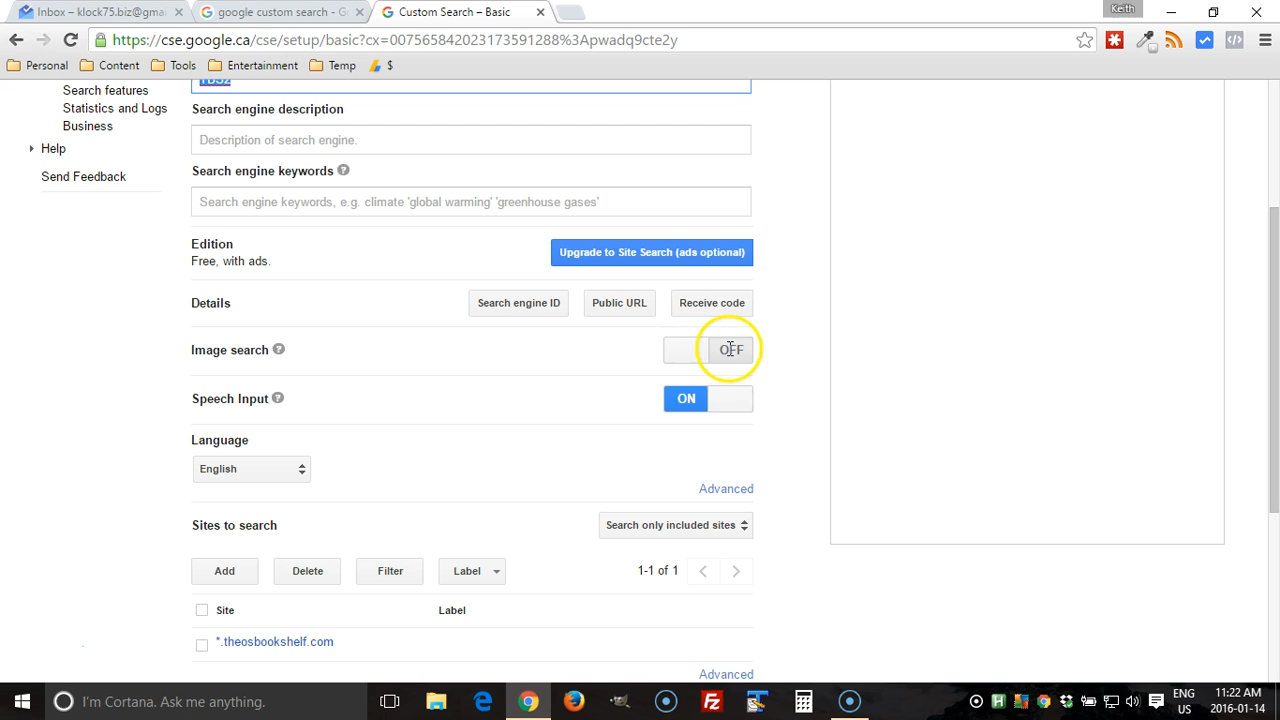 Inbox – klock75.biz@gma
google custom search - G
Custom Search – Basic
Keith
https://cse.google.ca/cse/setup/basic?cx=007565842023173591288%3Apwadq9cte2y
Personal
Content
Tools
Entertainment
Temp
$
Search features
Statistics and Logs
Business
Help
Send Feedback
Search engine description
Description of search engine.
Search engine keywords
Search engine keywords, e.g. climate 'global warming' 'greenhouse gases'
Edition
Free, with ads.
Upgrade to Site Search (ads optional)
Details
Search engine ID
Public URL
Receive code
Image search
OFF
Speech Input
ON
Language
English
Advanced
Sites to search
Search only included sites
Add
Delete
Filter
Label
1-1 of 1
Site
Label
*.theosbookshelf.com
Advanced
I'm Cortana. Ask me anything.
ENG
US
11:22 AM
2016-01-14